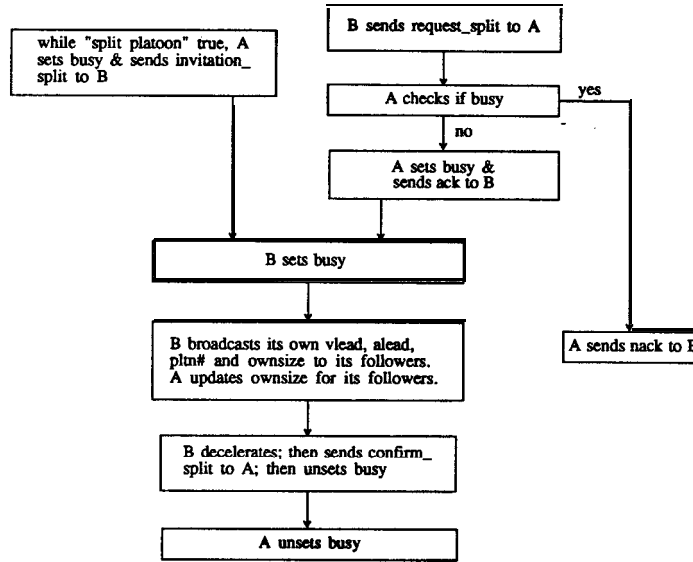 while "split platoon" true, A
sets busy & sends invitation_
split to B
B sends request_split to A
A checks if busy
yes
no
A sets busy &
sends ack to B
B sets busy
B broadcasts its own vlead, alead,
pltn# and ownsize to its followers.
A updates ownsize for its followers.
A sends nack to B
B decelerates; then sends confirm_
split to A; then unsets busy
A unsets busy